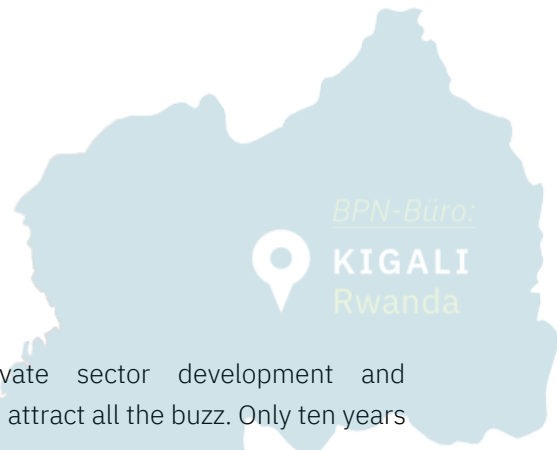 BPN-Büro:
KIGALI
Rwanda
vate sector development and
attract all the buzz. Only ten years